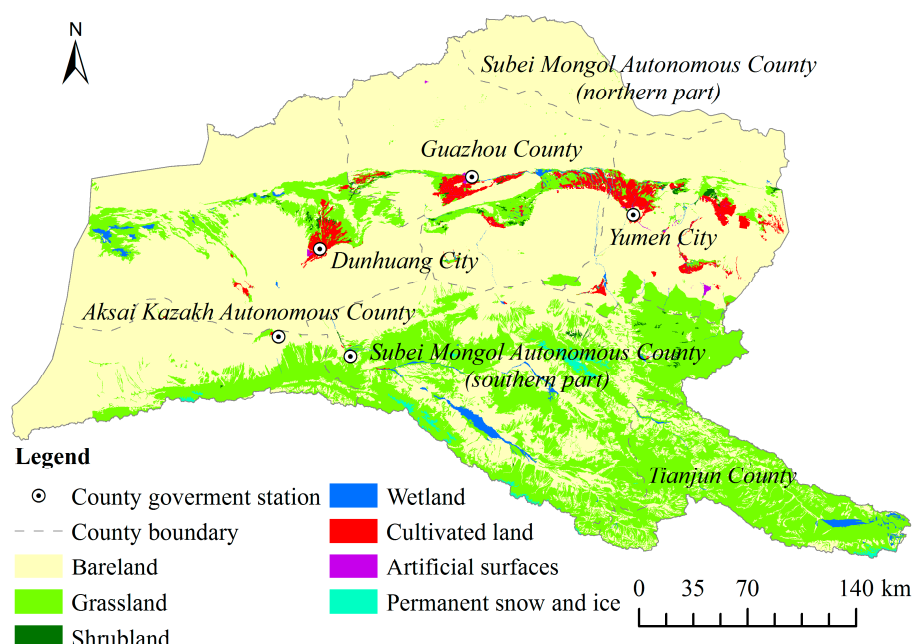 N
Subei Mongol Autonomous County
(northern part)
Guazhou County
Yumen City
Dunhuang City
Aksai Kazakh Autonomous County
Subei Mongol Autonomous County
(southern part)
Tianjun County
Legend
County goverment station
County boundary
Bareland
Grassland
Shrubland
Wetland
Cultivated land
Artificial surfaces
Permanent snow and ice
0 35 70 140 km